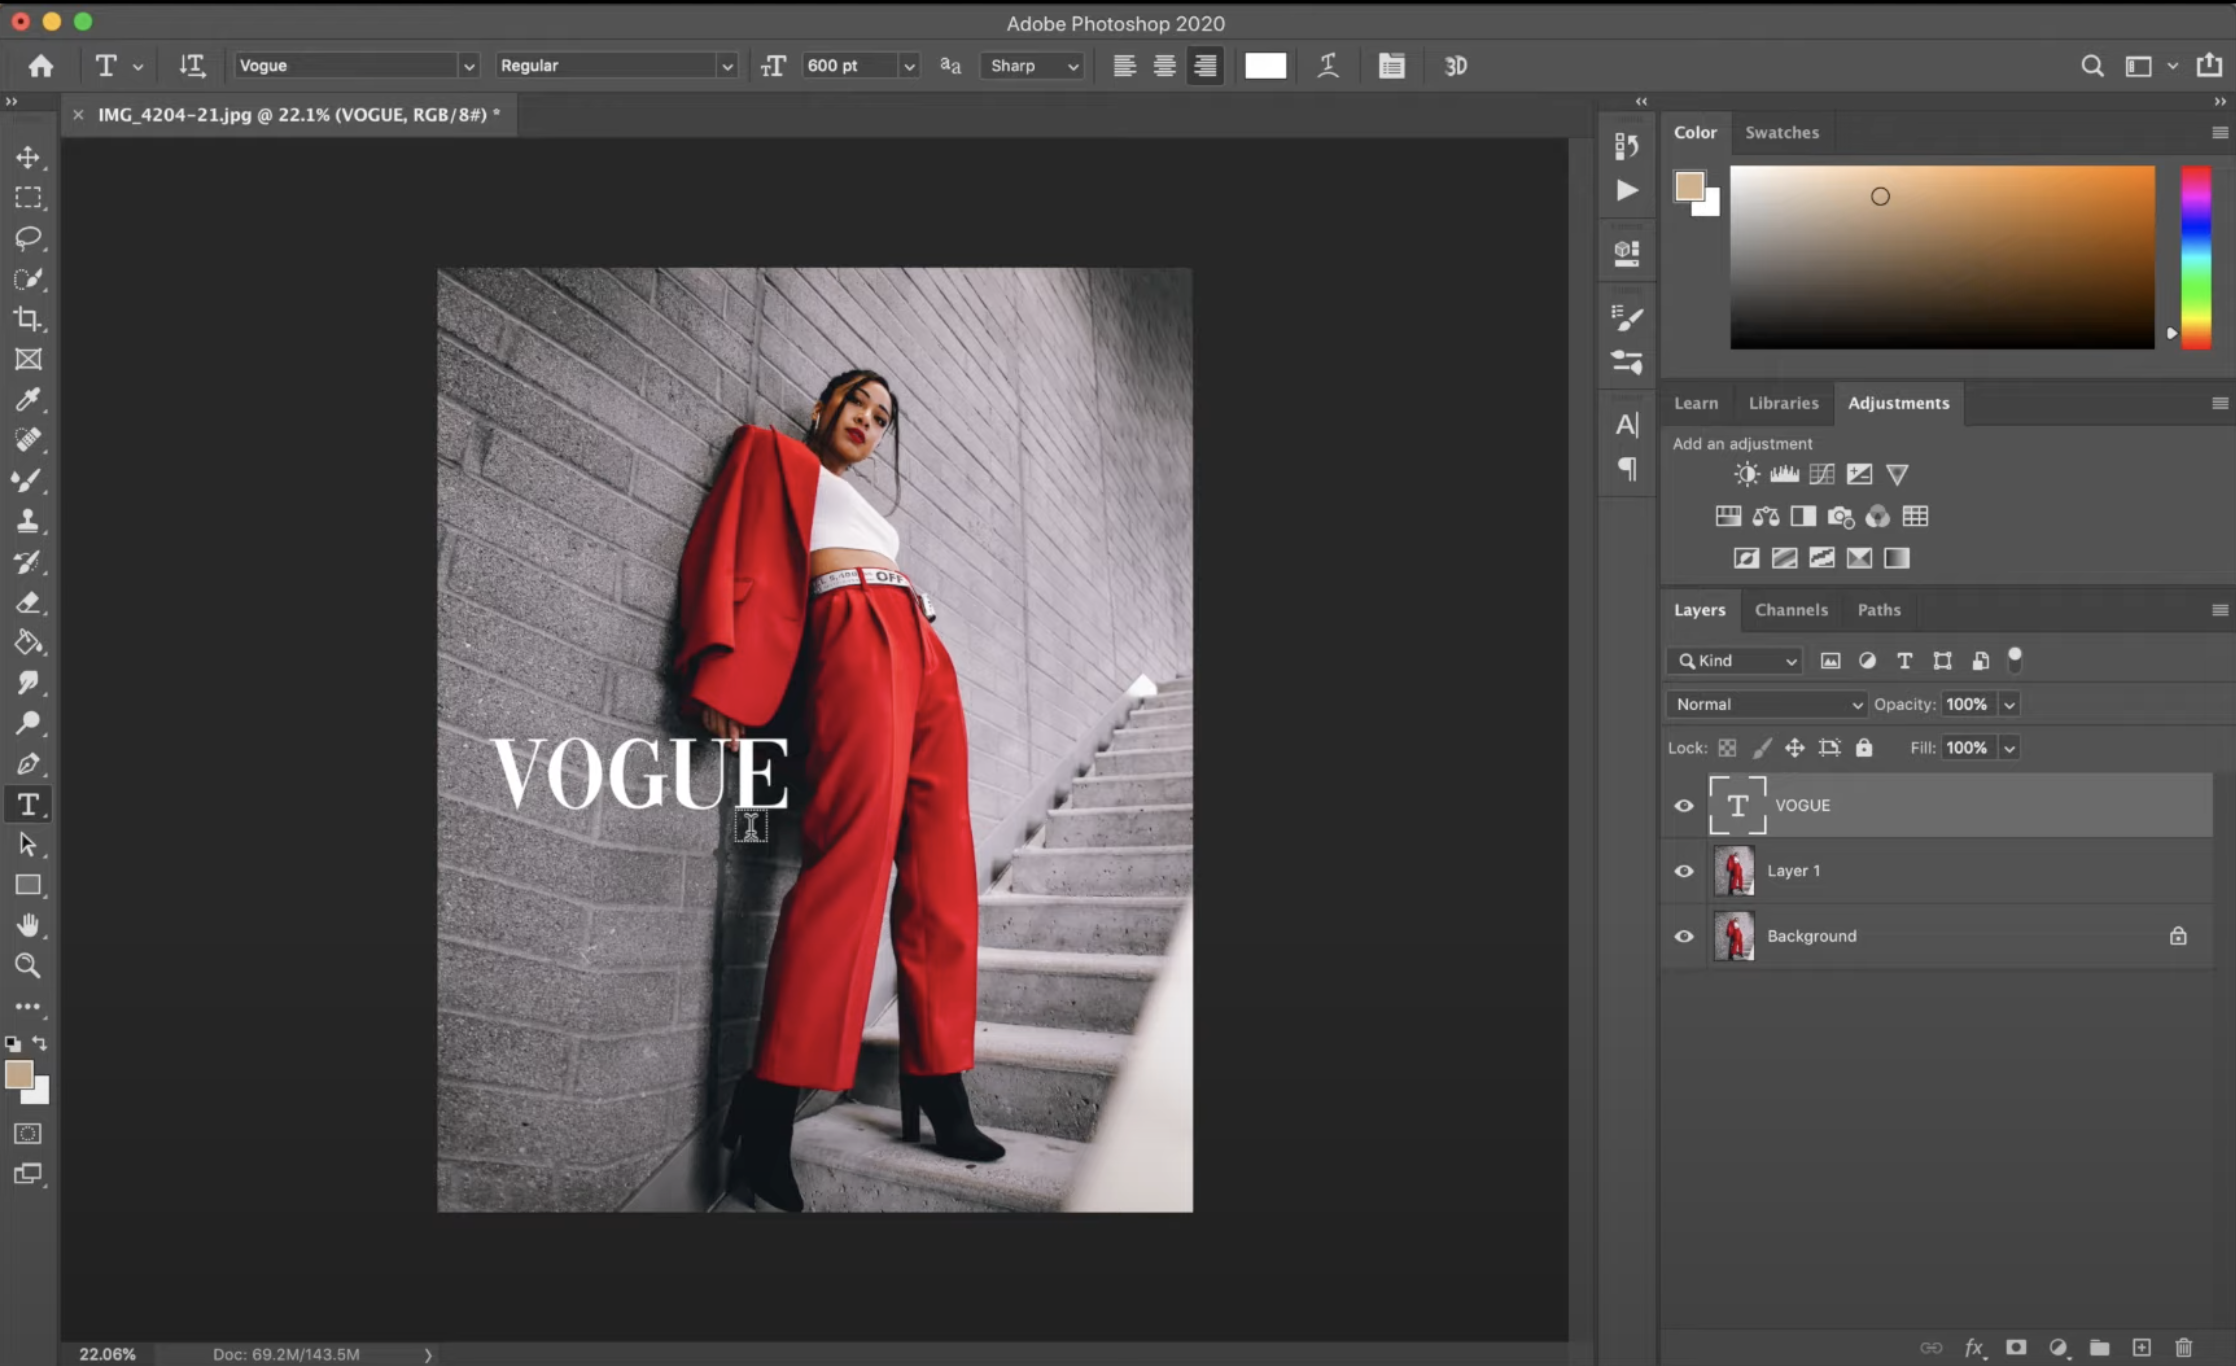 Adobe Photoshop 2020
T Vogue Regular 600 pt aa Sharp 3D
IMG_4204-21.jpg @ 22.1% (VOGUE, RGB/8#) *
Color Swatches
Learn Libraries Adjustments
Add an adjustment
Layers Channels Paths
Kind
Normal Opacity: 100%
Lock: Fill: 100%
VOGUE
Layer 1
Background
OFF
VOGUE
22.06% Doc: 69.2M/143.5M
fx